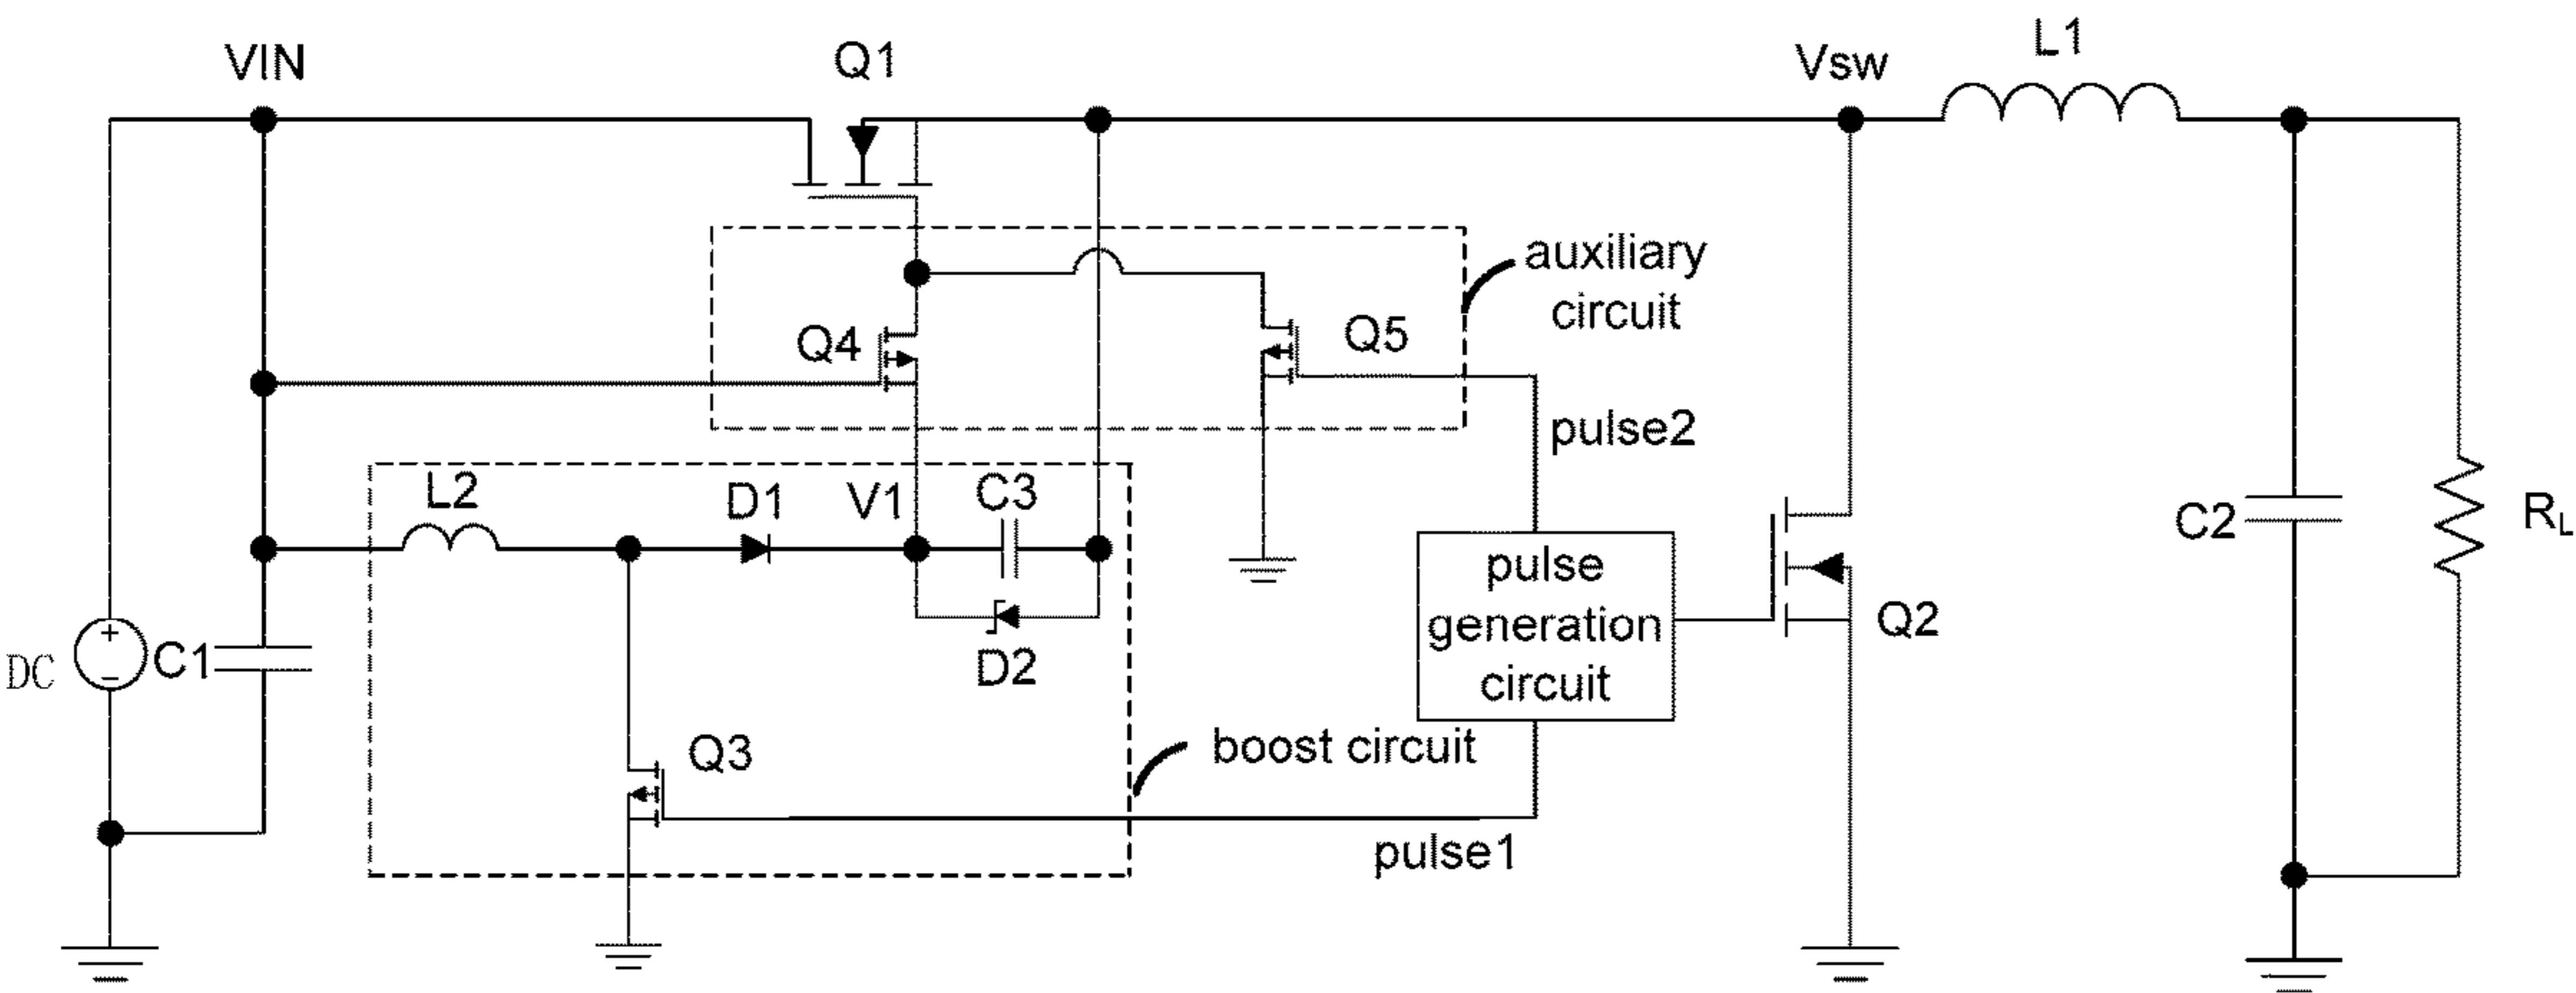 VIN
Q1
Vsw
L1
auxiliary
circuit
Q4
Q5
pulse2
L2
D1
V1
C3
C2
RL
pulse
generation
circuit
Q2
DC
+
−
C1
D2
Q3
boost circuit
pulse1